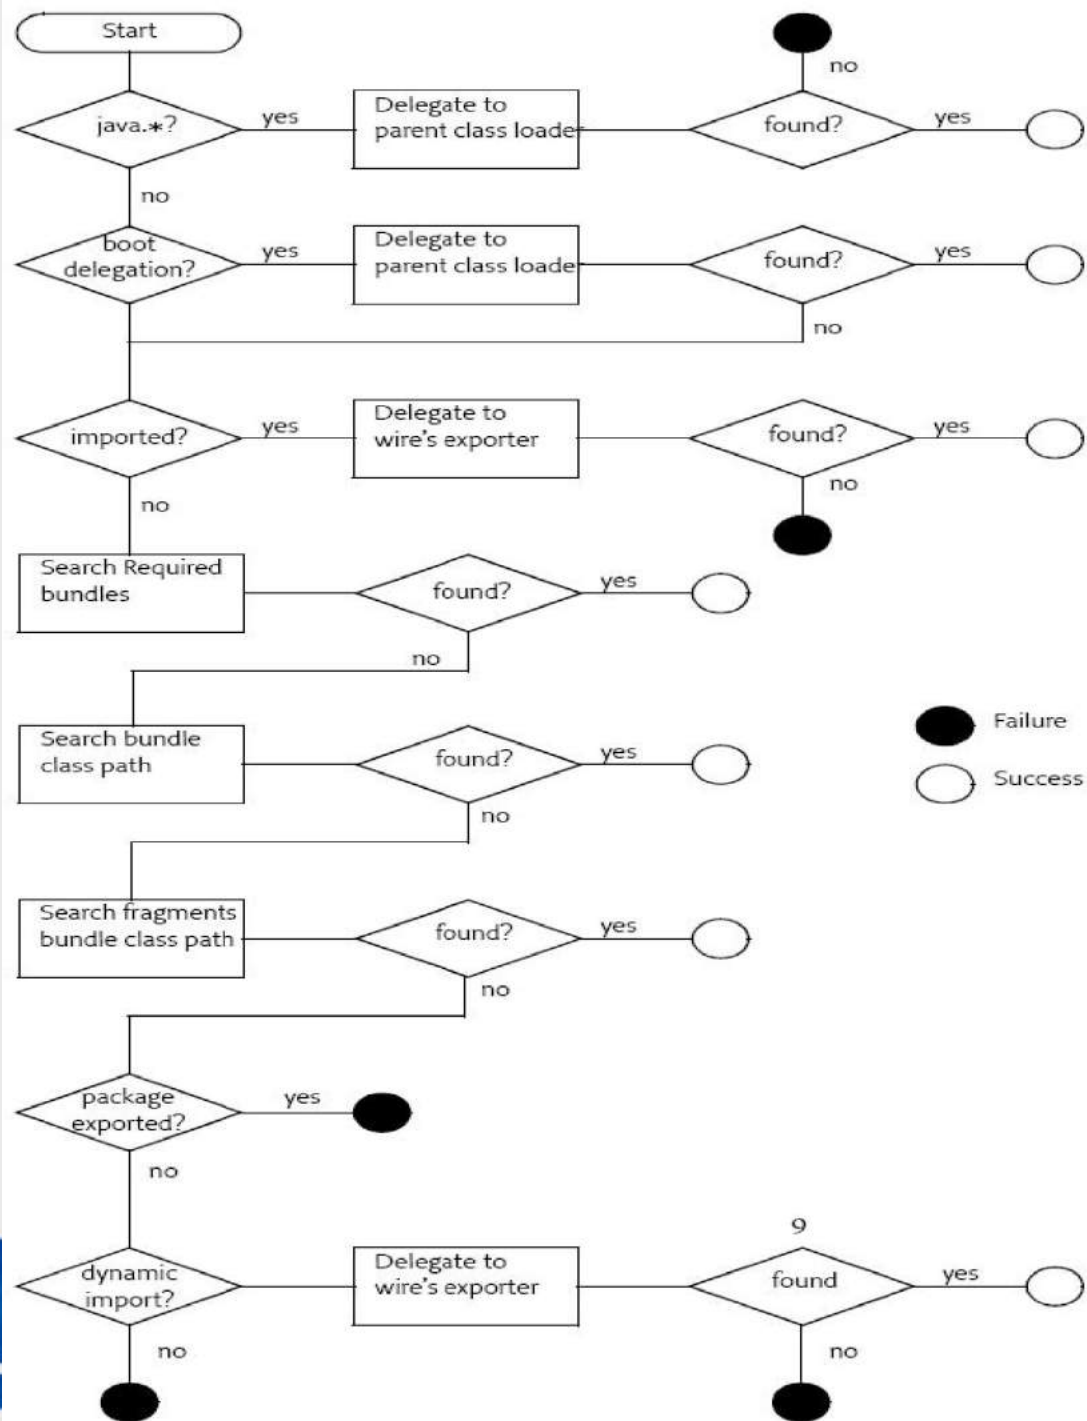 Start
no
java.*?
yes
Delegate to
parent class loade
found?
yes
no
boot
delegation?
yes
Delegate to
parent class loade
found?
yes
no
imported?
yes
Delegate to
wire's exporter
found?
yes
no
no
Search Required
bundles
found?
yes
no
Search bundle
class path
found?
yes
no
Failure
Success
Search fragments
bundle class path
found?
yes
no
package
exported?
yes
no
9
dynamic
import?
Delegate to
wire's exporter
found
yes
no
no